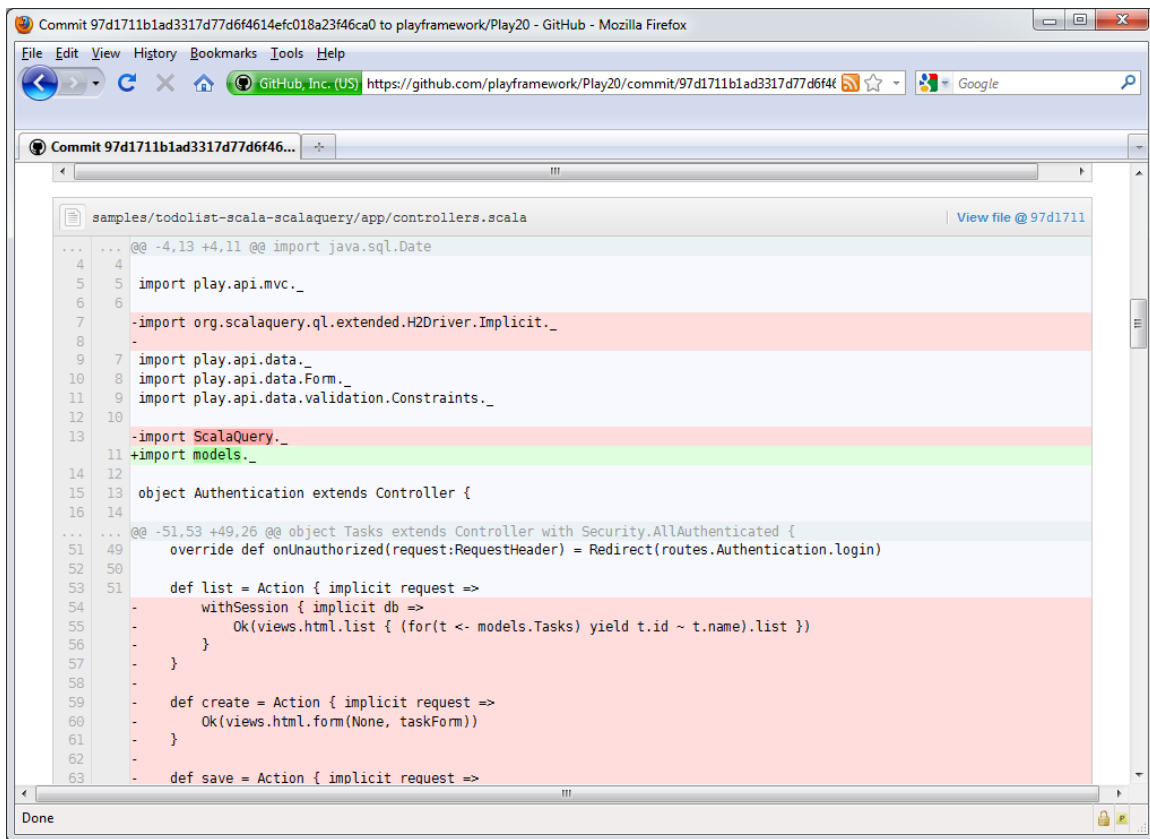 Commit 97d1711b1ad3317d77d6f4614efc018a23f46ca0 to playframework/Play20 - GitHub - Mozilla Firefox
File Edit View History Bookmarks Tools Help
GitHub, Inc. (US) https://github.com/playframework/Play20/commit/97d1711b1ad3317d77d6f4 Google
Commit 97d1711b1ad3317d77d6f46...
samples/todolist-scala-scalaquery/app/controllers.scala View file @ 97d1711
... ... @@ -4,13 +4,11 @@ import java.sql.Date
4 4
5 5 import play.api.mvc._
6 6
7 -import org.scalaquery.ql.extended.H2Driver.Implicit._
8 -
9 7 import play.api.data._
10 8 import play.api.data.Form._
11 9 import play.api.data.validation.Constraints._
12 10
13 -import ScalaQuery._
11 +import models._
14 12
15 13 object Authentication extends Controller {
16 14
... ... @@ -51,53 +49,26 @@ object Tasks extends Controller with Security.AllAuthenticated {
51 49 override def onUnauthorized(request:RequestHeader) = Redirect(routes.Authentication.login)
52 50
53 51 def list = Action { implicit request =>
54 - withSession { implicit db =>
55 - Ok(views.html.list { (for(t <- models.Tasks) yield t.id ~ t.name).list })
56 - }
57 - }
58 -
59 - def create = Action { implicit request =>
60 - Ok(views.html.form(None, taskForm))
61 - }
62 -
63 - def save = Action { implicit request =>
Done